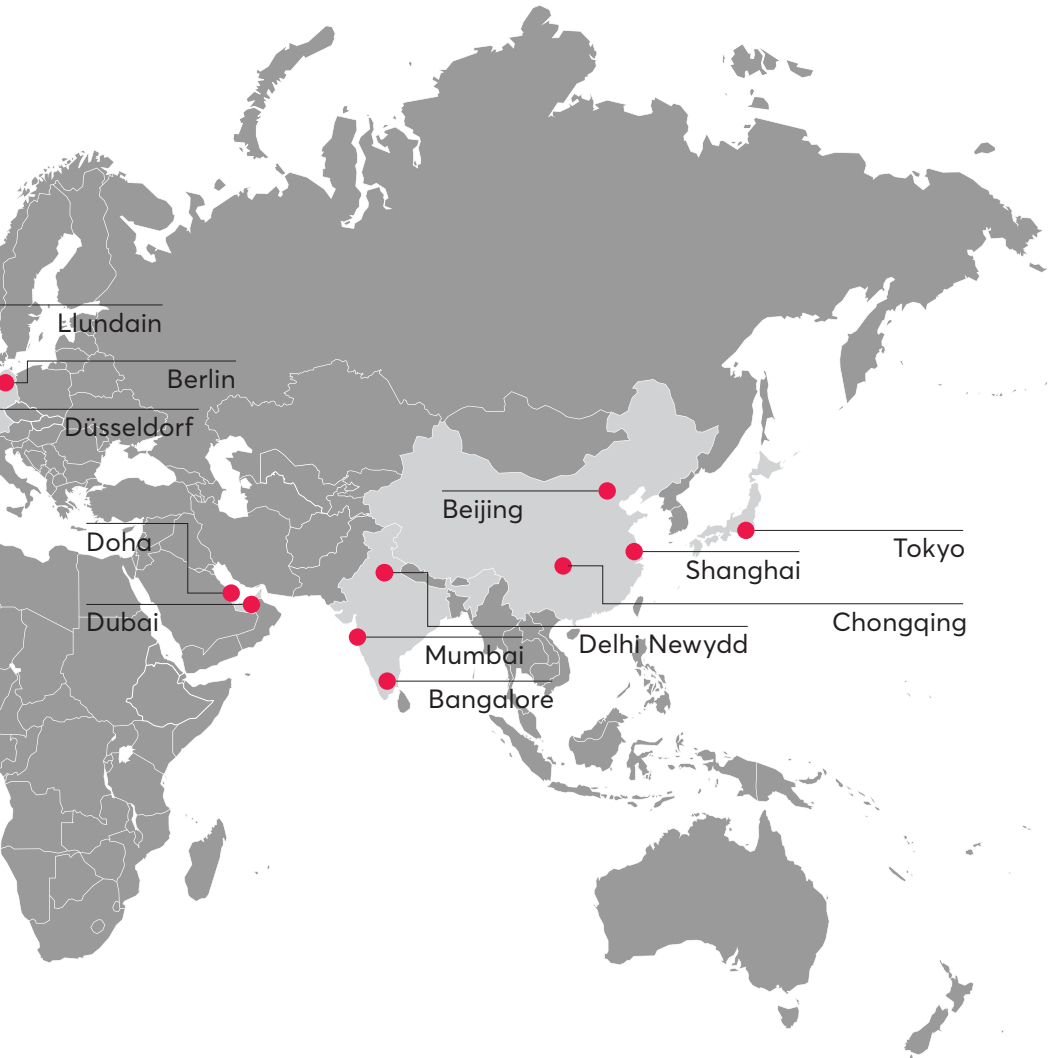 Llundain
Berlin
Düsseldorf
Beijing
Doha
Tokyo
Shanghai
Dubai
Chongqing
Delhi Newydd
Mumbai
Bangalore